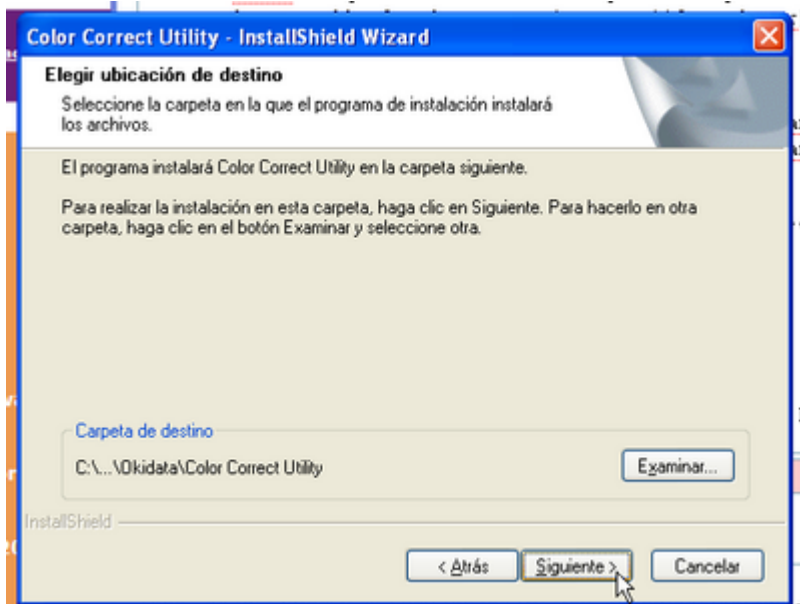 Color Correct Utility - InstallShield Wizard
Elegir ubicación de destino
Seleccione la carpeta en la que el programa de instalación instalará
los archivos.
El programa instalará Color Correct Utility en la carpeta siguiente.
Para realizar la instalación en esta carpeta, haga clic en Siguiente. Para hacerlo en otra
carpeta, haga clic en el botón Examinar y seleccione otra.
Carpeta de destino
C:\...\Okidata\Color Correct Utility
Examinar...
InstallShield
< Atrás
Siguiente >
Cancelar